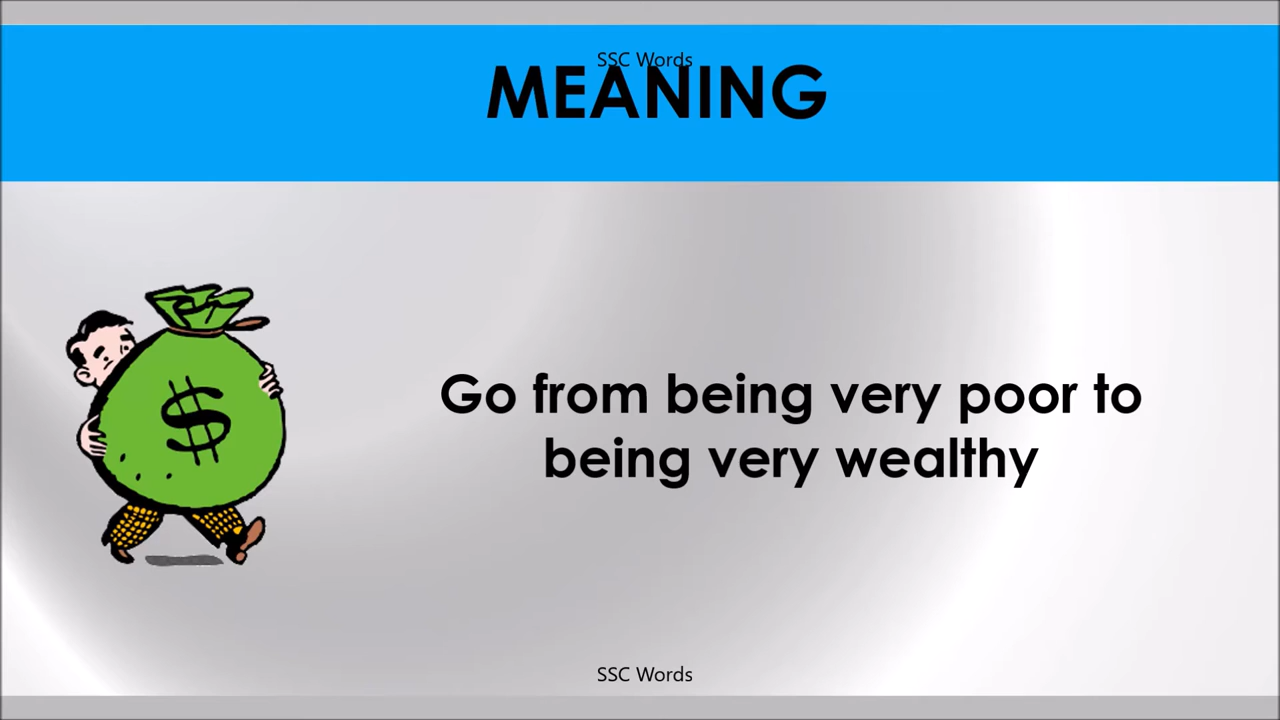 SSC Words
MEANING
$
Go from being very poor to
being very wealthy
SSC Words